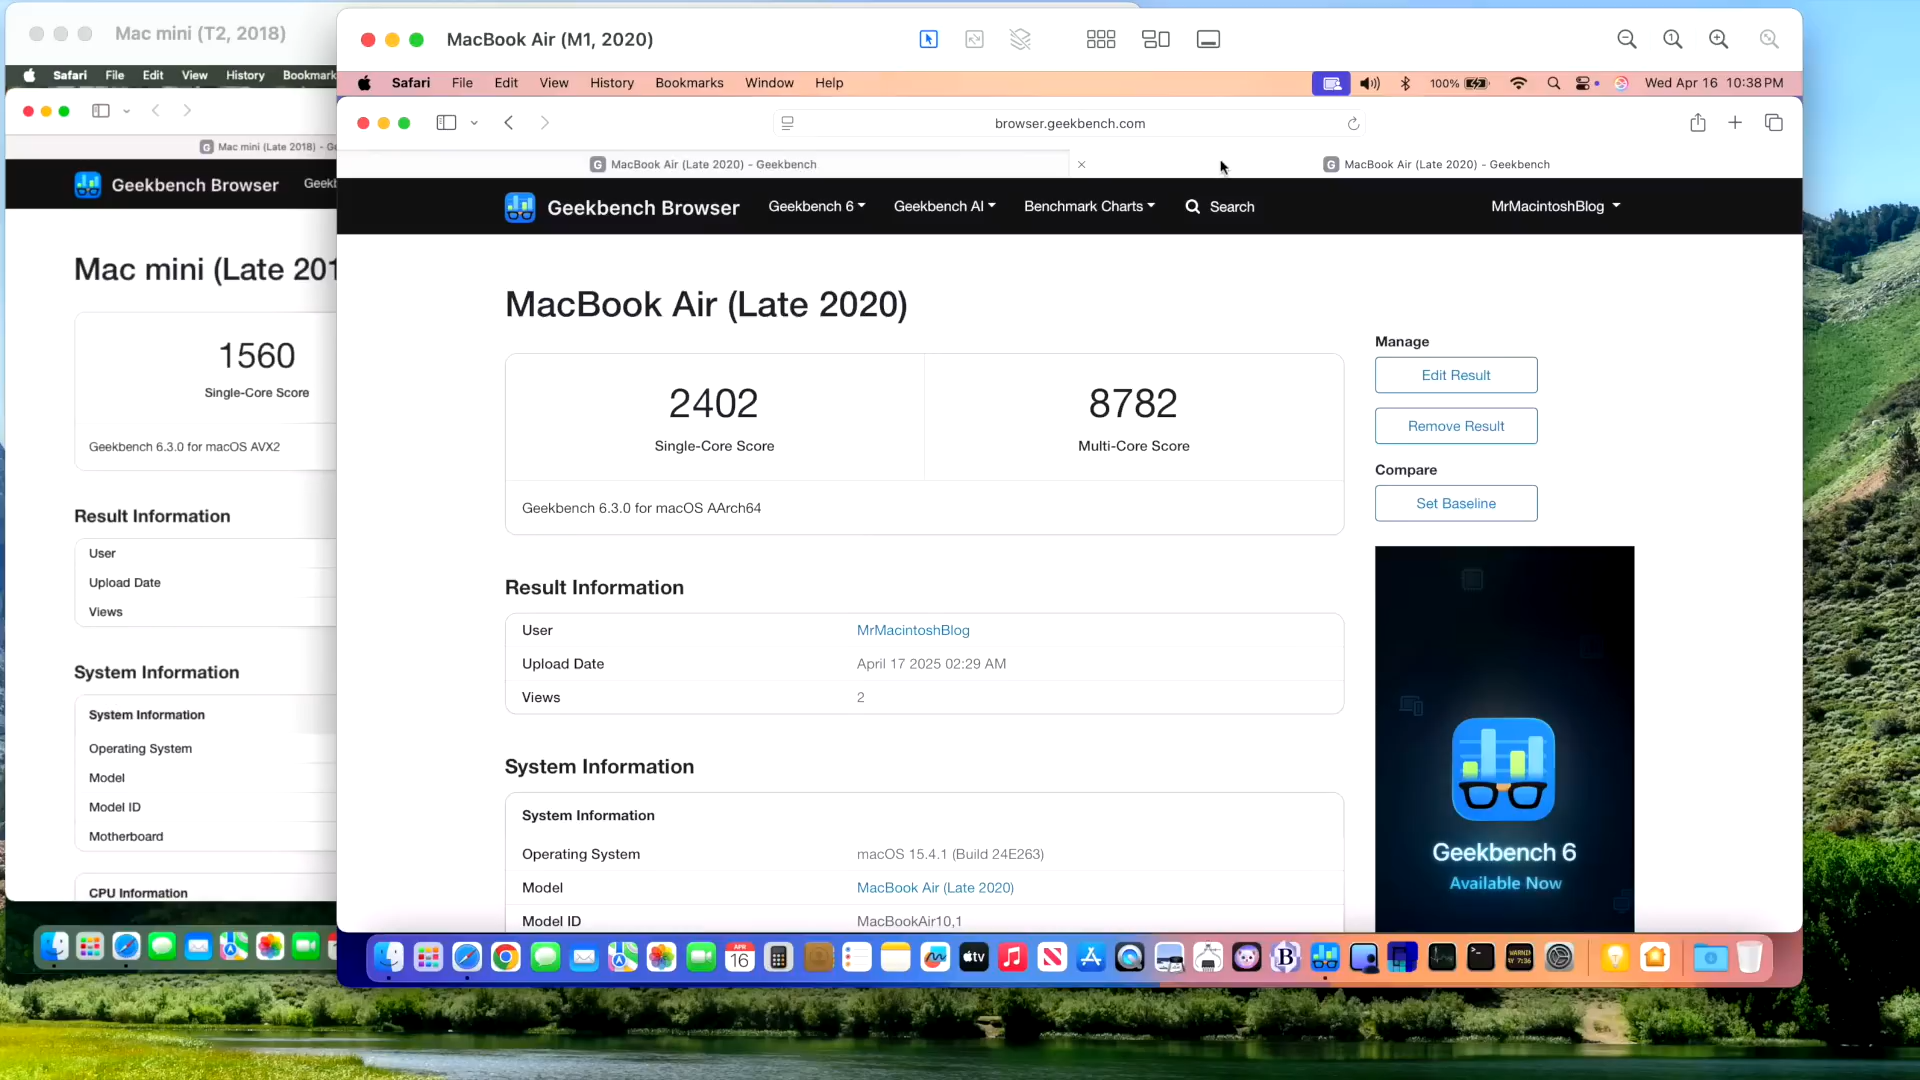 Mac mini (T2, 2018)
Safari File Edit View History Bookmark
Mac mini (Late 2018) - Ge
Geekbench Browser Geekb
Mac mini (Late 201
1560
Single-Core Score
Geekbench 6.3.0 for macOS AVX2
Result Information
User
Upload Date
Views
System Information
System Information
Operating System
Model
Model ID
Motherboard
CPU Information
MacBook Air (M1, 2020)
Safari File Edit View History Bookmarks Window Help 100% Wed Apr 16 10:38 PM
browser.geekbench.com
MacBook Air (Late 2020) - Geekbench MacBook Air (Late 2020) - Geekbench
Geekbench Browser Geekbench 6 Geekbench AI Benchmark Charts Search MrMacintoshBlog
MacBook Air (Late 2020)
2402 8782
Single-Core Score Multi-Core Score
Geekbench 6.3.0 for macOS AArch64
Manage
Edit Result
Remove Result
Compare
Set Baseline
Result Information
User MrMacintoshBlog
Upload Date April 17 2025 02:29 AM
Views 2
System Information
System Information
Operating System macOS 15.4.1 (Build 24E263)
Model MacBook Air (Late 2020)
Model ID MacBookAir10,1
Geekbench 6
Available Now
APR
16
tv
B